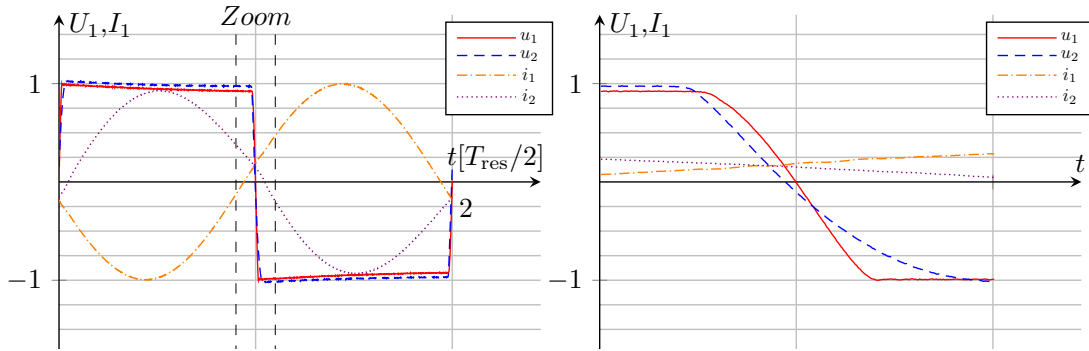 Zoom
U₁,I₁
u₁
u₂
i₁
i₂
1
t[T_res/2]
2
−1
U₁,I₁
u₁
u₂
i₁
i₂
1
t
−1